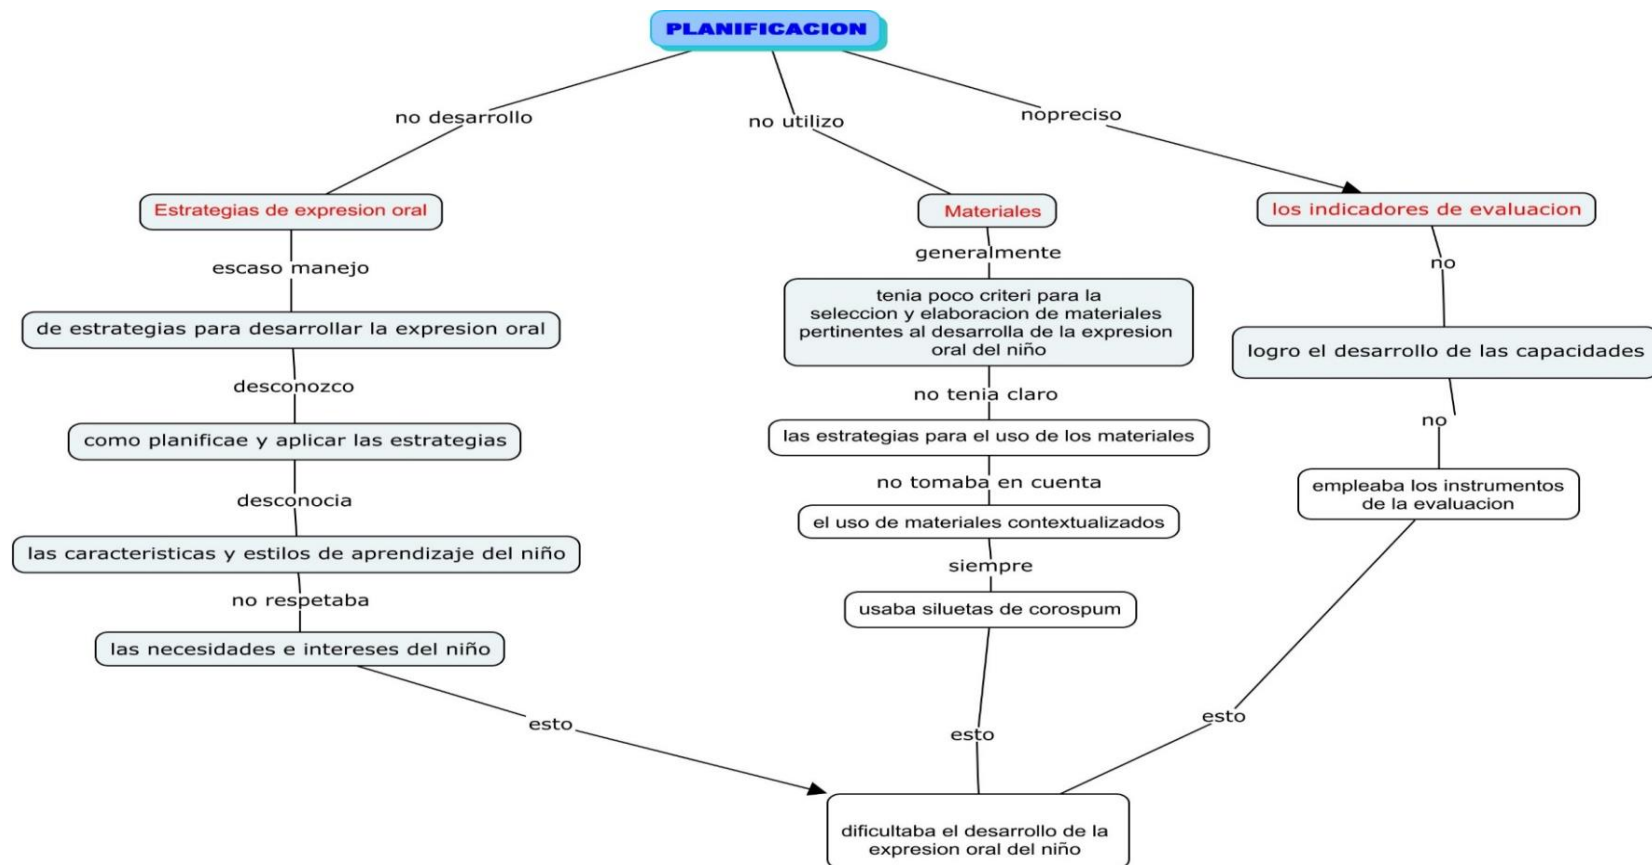 PLANIFICACION
no desarrollo
Estrategias de expresion oral
escaso manejo
de estrategias para desarrollar la expresion oral
desconozco
como planificae y aplicar las estrategias
desconocia
las caracteristicas y estilos de aprendizaje del niño
no respetaba
las necesidades e intereses del niño
esto
no utilizo
Materiales
generalmente
tenia poco criteri para la
seleccion y elaboracion de materiales
pertinentes al desarrolla de la expresion
oral del niño
no tenia claro
las estrategias para el uso de los materiales
no tomaba en cuenta
el uso de materiales contextualizados
siempre
usaba siluetas de corospum
esto
nopreciso
los indicadores de evaluacion
no
logro el desarrollo de las capacidades
no
empleaba los instrumentos
de la evaluacion
esto
dificultaba el desarrollo de la
expresion oral del niño